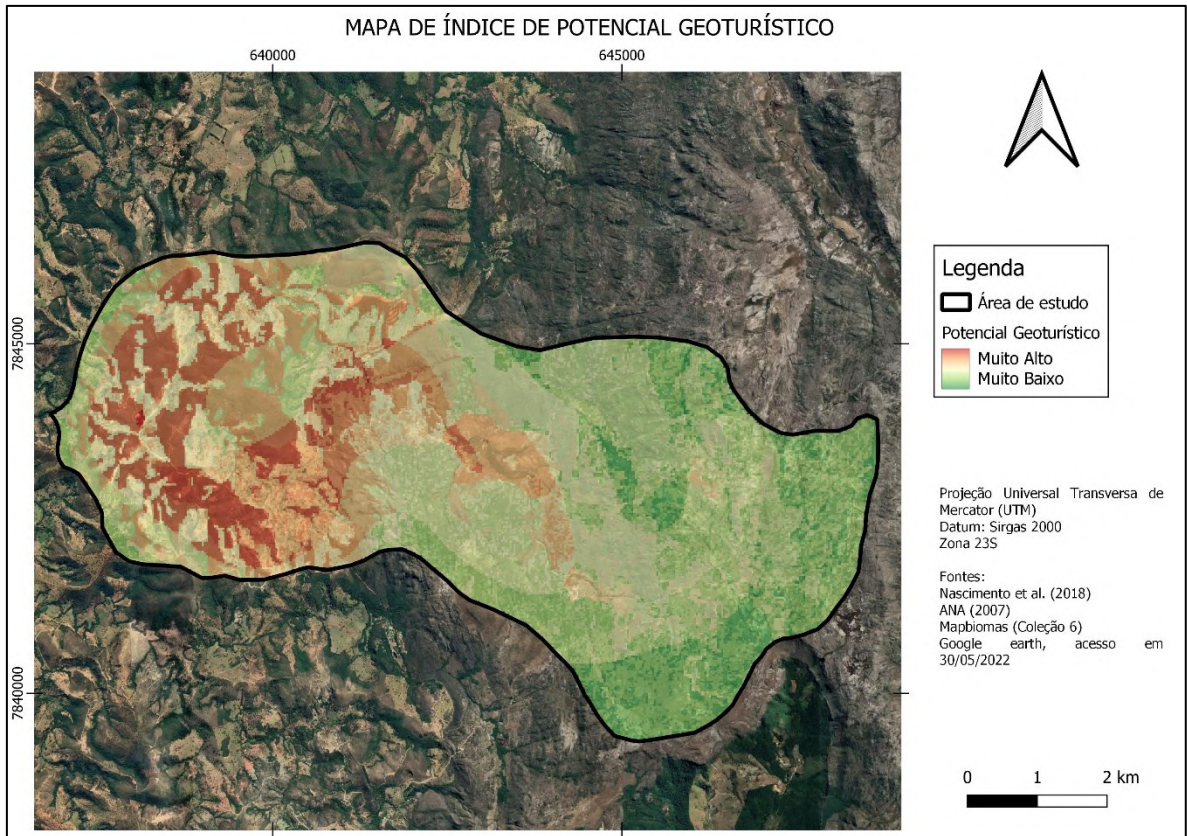 MAPA DE ÍNDICE DE POTENCIAL GEOTURÍSTICO
640000
645000
7845000
7840000
Legenda
Área de estudo
Potencial Geoturístico
Muito Alto
Muito Baixo
Projeção Universal Transversa de
Mercator (UTM)
Datum: Sirgas 2000
Zona 23S
Fontes:
Nascimento et al. (2018)
ANA (2007)
Mapbiomas (Coleção 6)
Google earth, acesso em
30/05/2022
0 1 2 km